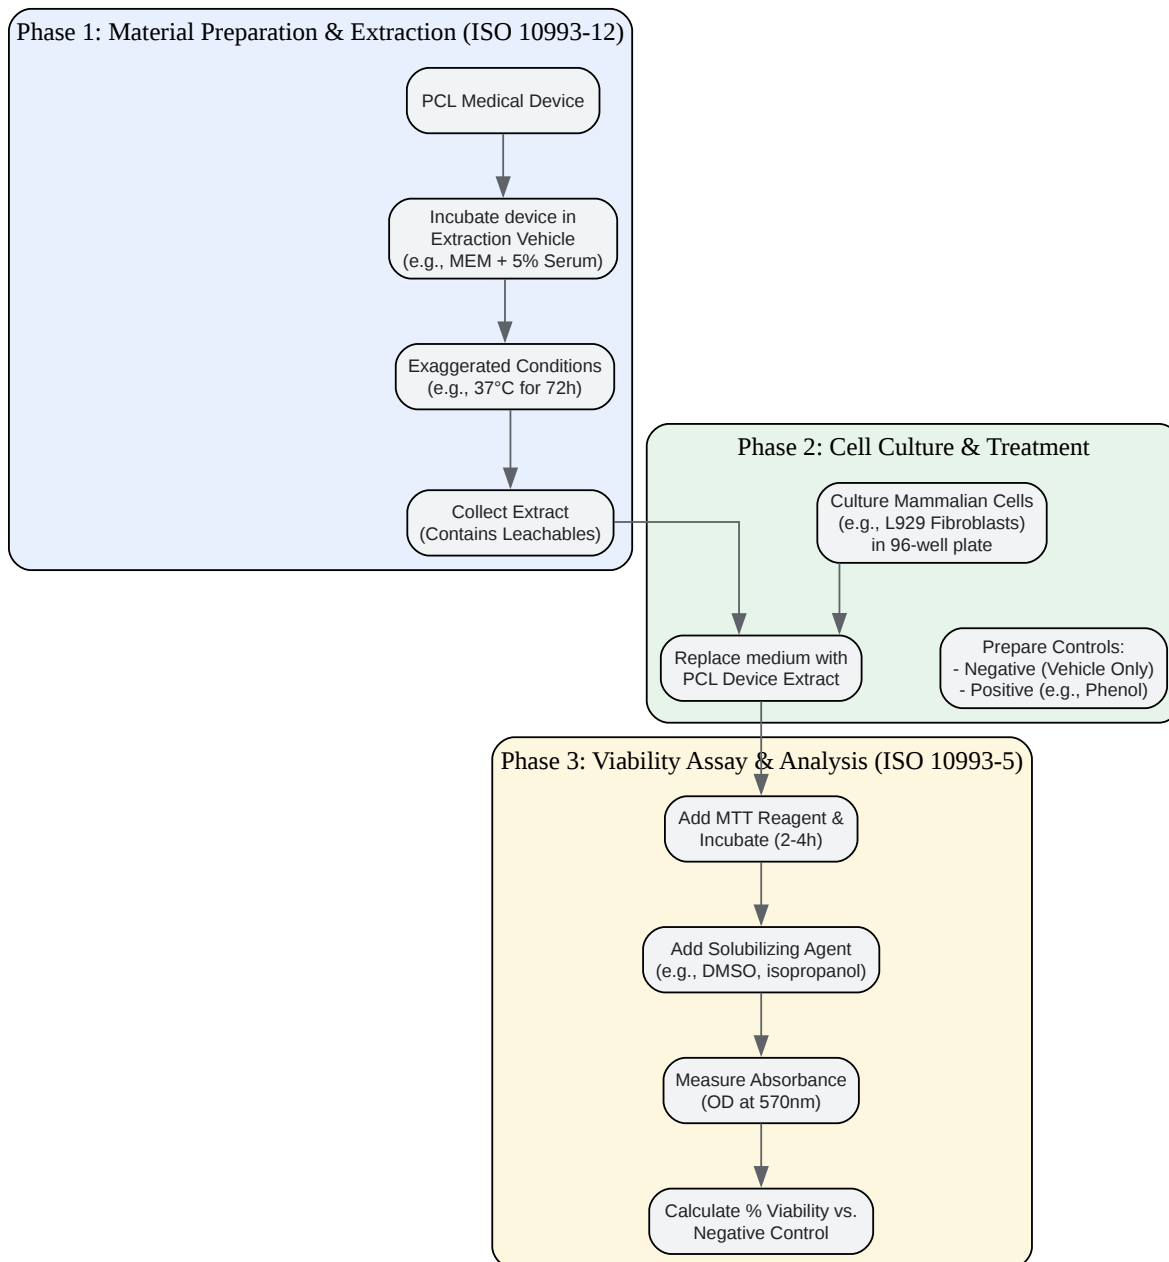 Phase 1: Material Preparation & Extraction (ISO 10993-12)
PCL Medical Device
Incubate device in
Extraction Vehicle
(e.g., MEM + 5% Serum)
Exaggerated Conditions
(e.g., 37°C for 72h)
Collect Extract
(Contains Leachables)
Phase 2: Cell Culture & Treatment
Culture Mammalian Cells
(e.g., L929 Fibroblasts)
in 96-well plate
Replace medium with
PCL Device Extract
Prepare Controls:
- Negative (Vehicle Only)
- Positive (e.g., Phenol)
Phase 3: Viability Assay & Analysis (ISO 10993-5)
Add MTT Reagent &
Incubate (2-4h)
Add Solubilizing Agent
(e.g., DMSO, isopropanol)
Measure Absorbance
(OD at 570nm)
Calculate % Viability vs.
Negative Control